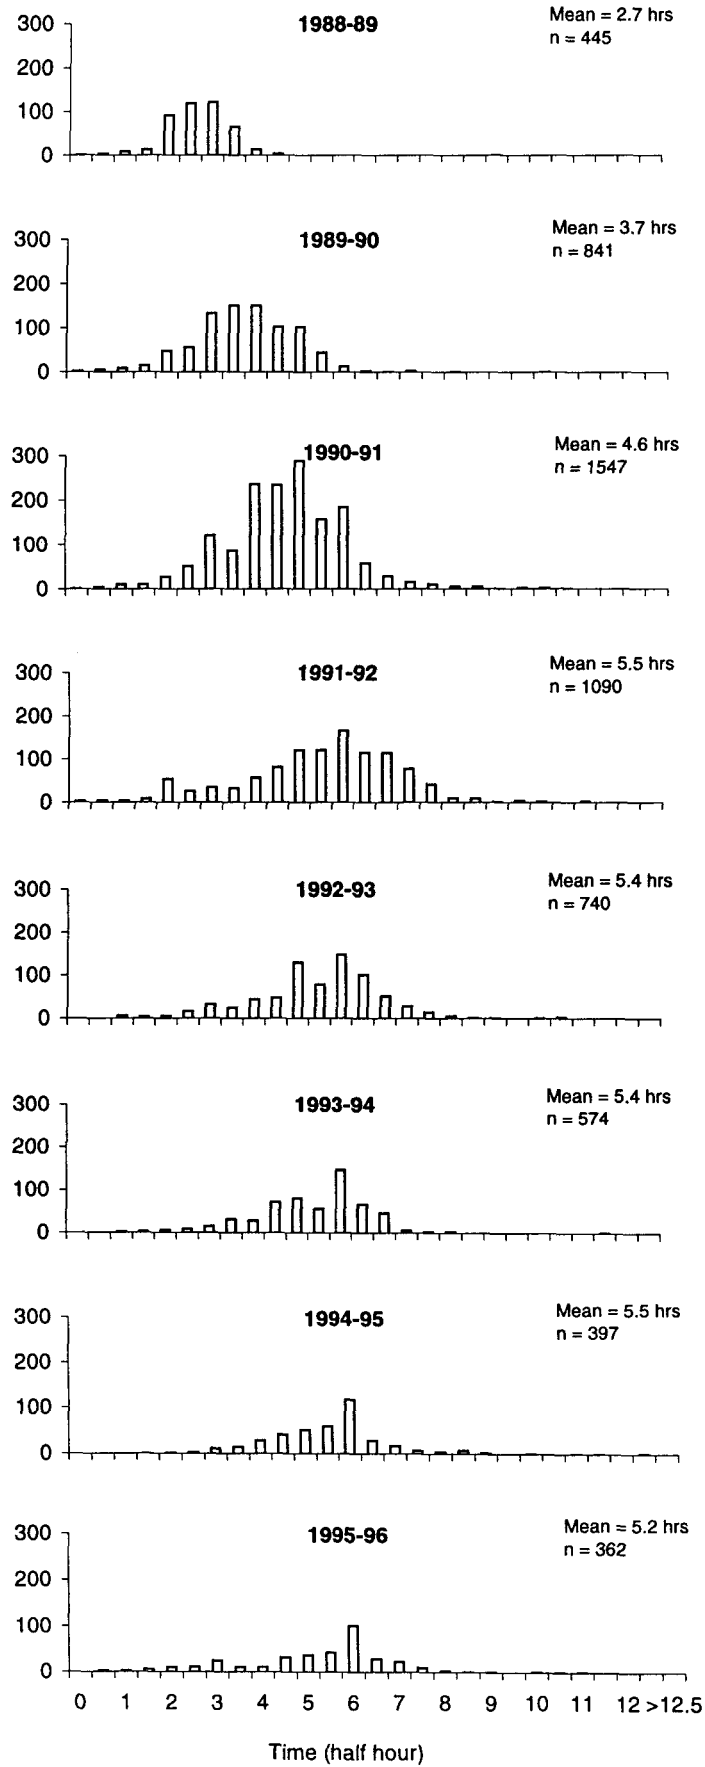 1988-89
Mean = 2.7 hrs
n = 445
300
200
100
0
1989-90
Mean = 3.7 hrs
n = 841
300
200
100
0
1990-91
Mean = 4.6 hrs
n = 1547
300
200
100
0
1991-92
Mean = 5.5 hrs
n = 1090
300
200
100
0
1992-93
Mean = 5.4 hrs
n = 740
300
200
100
0
1993-94
Mean = 5.4 hrs
n = 574
300
200
100
0
1994-95
Mean = 5.5 hrs
n = 397
300
200
100
0
1995-96
Mean = 5.2 hrs
n = 362
300
200
100
0
0 1 2 3 4 5 6 7 8 9 10 11 12 >12.5
Time (half hour)